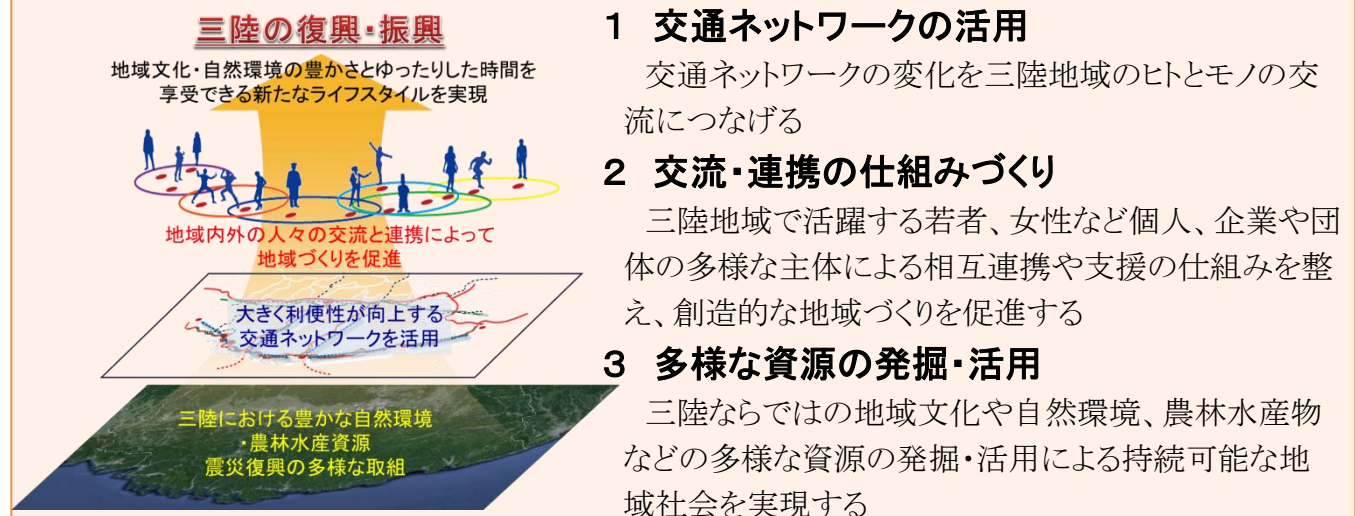 三陸の復興・振興
地域文化・自然環境の豊かさとゆったりした時間を
享受できる新たなライフスタイルを実現
地域内外の人々の交流と連携によって
地域づくりを促進
大きく利便性が向上する
交通ネットワークを活用
三陸における豊かな自然環境
・農林水産資源
震災復興の多様な取組
1 交通ネットワークの活用
交通ネットワークの変化を三陸地域のヒトとモノの交
流につなげる
2 交流・連携の仕組みづくり
三陸地域で活躍する若者、女性など個人、企業や団
体の多様な主体による相互連携や支援の仕組みを整
え、創造的な地域づくりを促進する
3 多様な資源の発掘・活用
三陸ならではの地域文化や自然環境、農林水産物
などの多様な資源の発掘・活用による持続可能な地
域社会を実現する